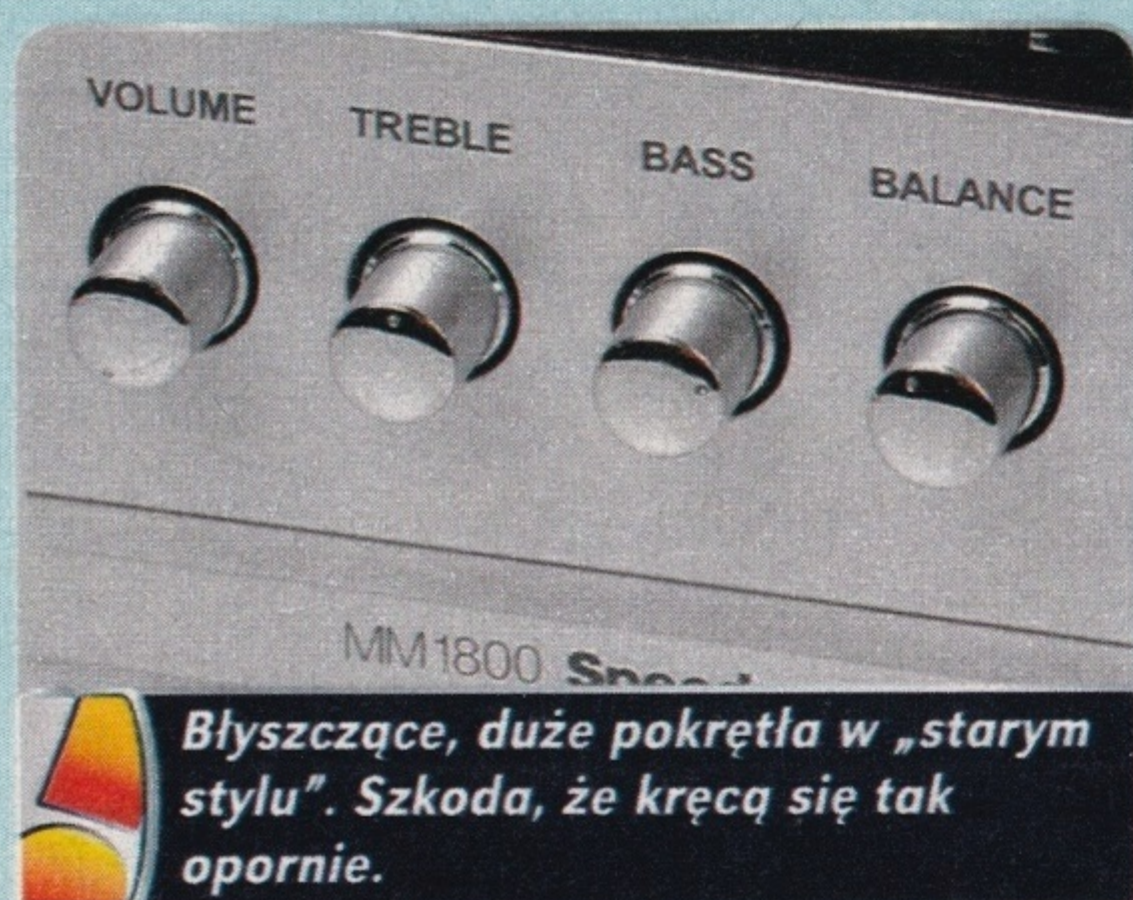 VOLUME TREBLE BASS BALANCE
MM1800
Błyszczące, duże pokrętła w „starym
stylu”. Szkoda, że kręcą się tak
opornie.